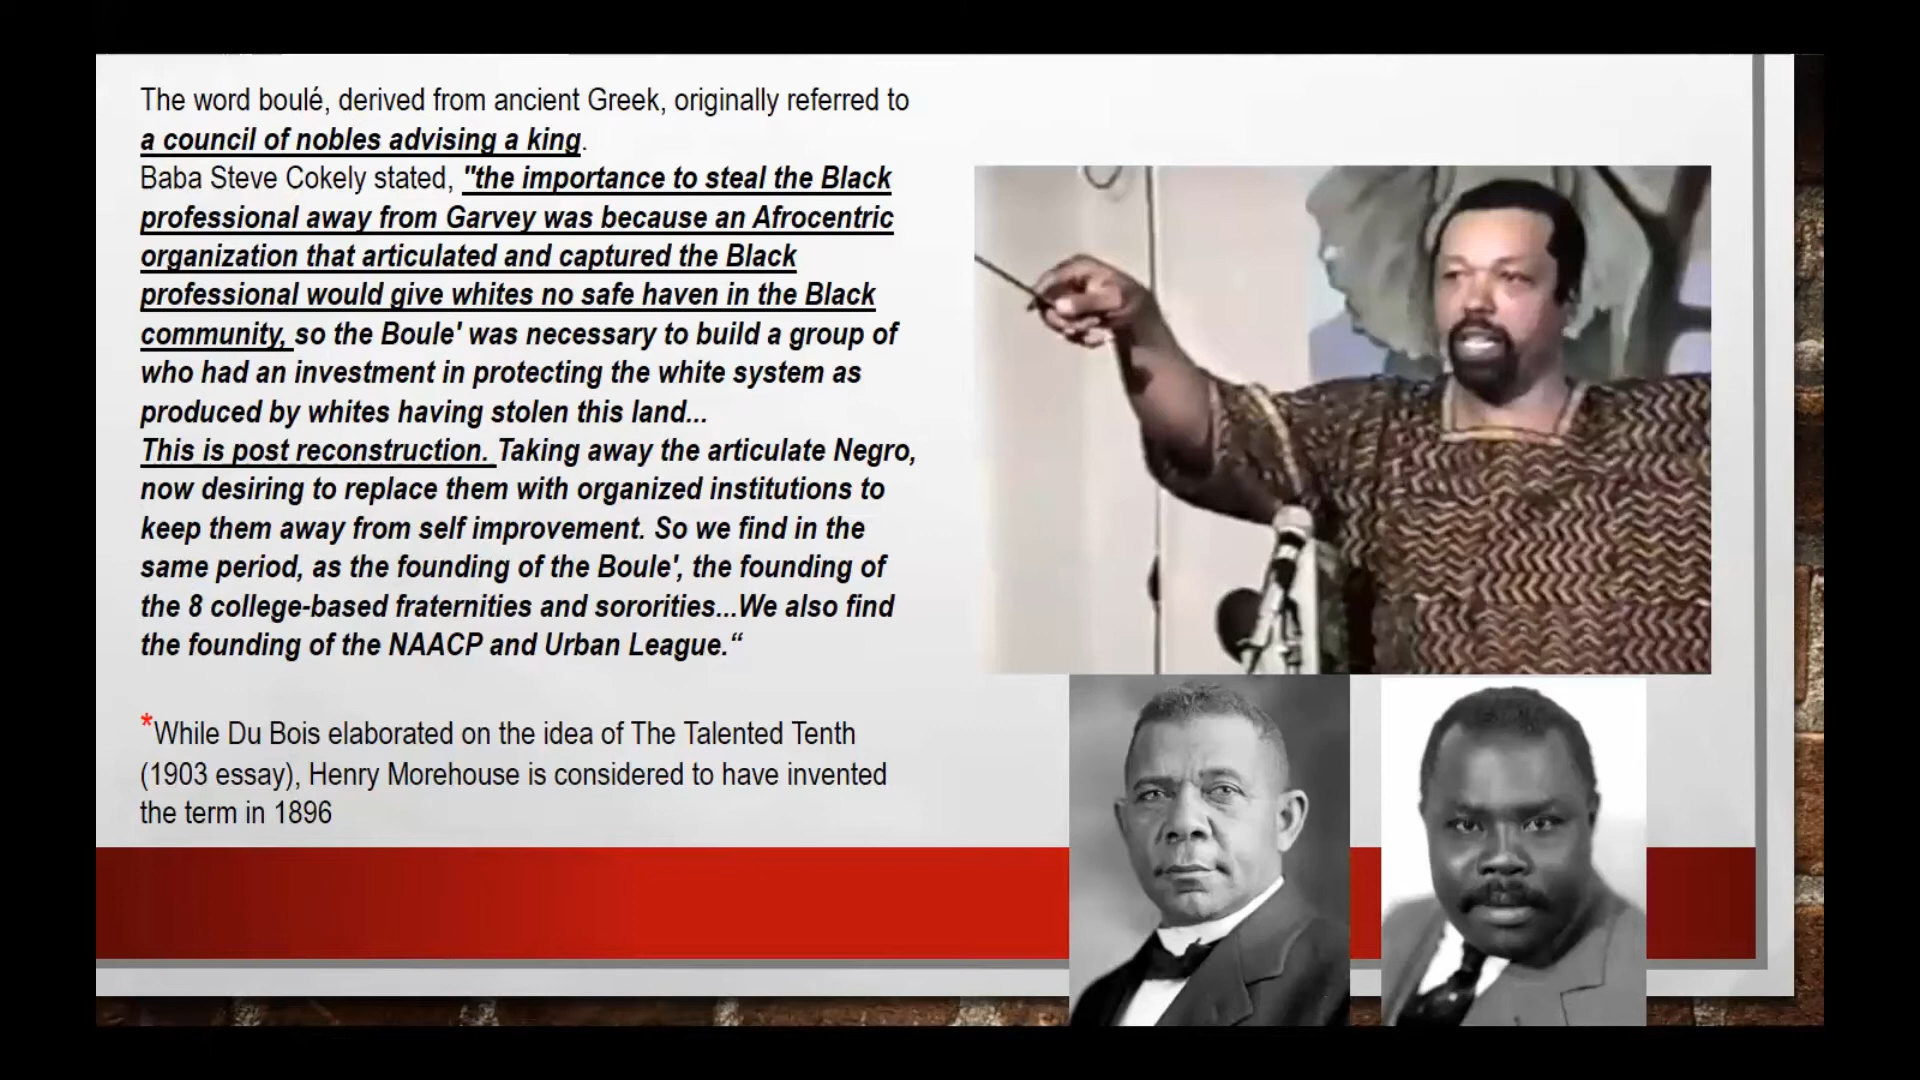 The word boulé, derived from ancient Greek, originally referred to
a council of nobles advising a king.
Baba Steve Cokely stated, "the importance to steal the Black
professional away from Garvey was because an Afrocentric
organization that articulated and captured the Black
professional would give whites no safe haven in the Black
community, so the Boule' was necessary to build a group of
who had an investment in protecting the white system as
produced by whites having stolen this land...
This is post reconstruction. Taking away the articulate Negro,
now desiring to replace them with organized institutions to
keep them away from self improvement. So we find in the
same period, as the founding of the Boule', the founding of
the 8 college-based fraternities and sororities...We also find
the founding of the NAACP and Urban League.“
*While Du Bois elaborated on the idea of The Talented Tenth
(1903 essay), Henry Morehouse is considered to have invented
the term in 1896